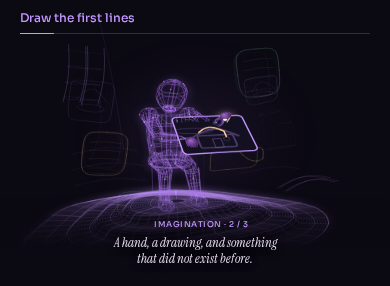 Draw the first lines
IMAGINATION · 2 / 3
A hand, a drawing, and something
that did not exist before.